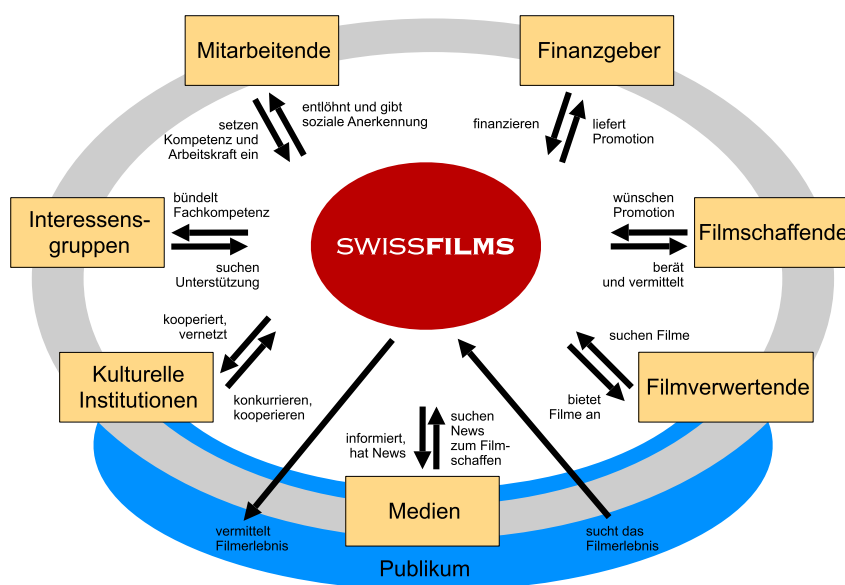 Mitarbeitende
Finanzgeber
setzen
Kompetenz und
Arbeitskraft ein
entlöhnt und gibt
soziale Anerkennung
finanzieren
liefert
Promotion
Interessens-
gruppen
bündelt
Fachkompetenz
suchen
Unterstützung
SWISSFILMS
wünschen
Promotion
berät
und vermittelt
Filmschaffende
kooperiert,
vernetzt
Kulturelle
Institutionen
konkurrieren,
kooperieren
suchen Filme
bietet
Filme an
Filmverwertende
informiert,
hat News
suchen
News
zum Film-
schaffen
Medien
vermittelt
Filmerlebnis
sucht das
Filmerlebnis
Publikum